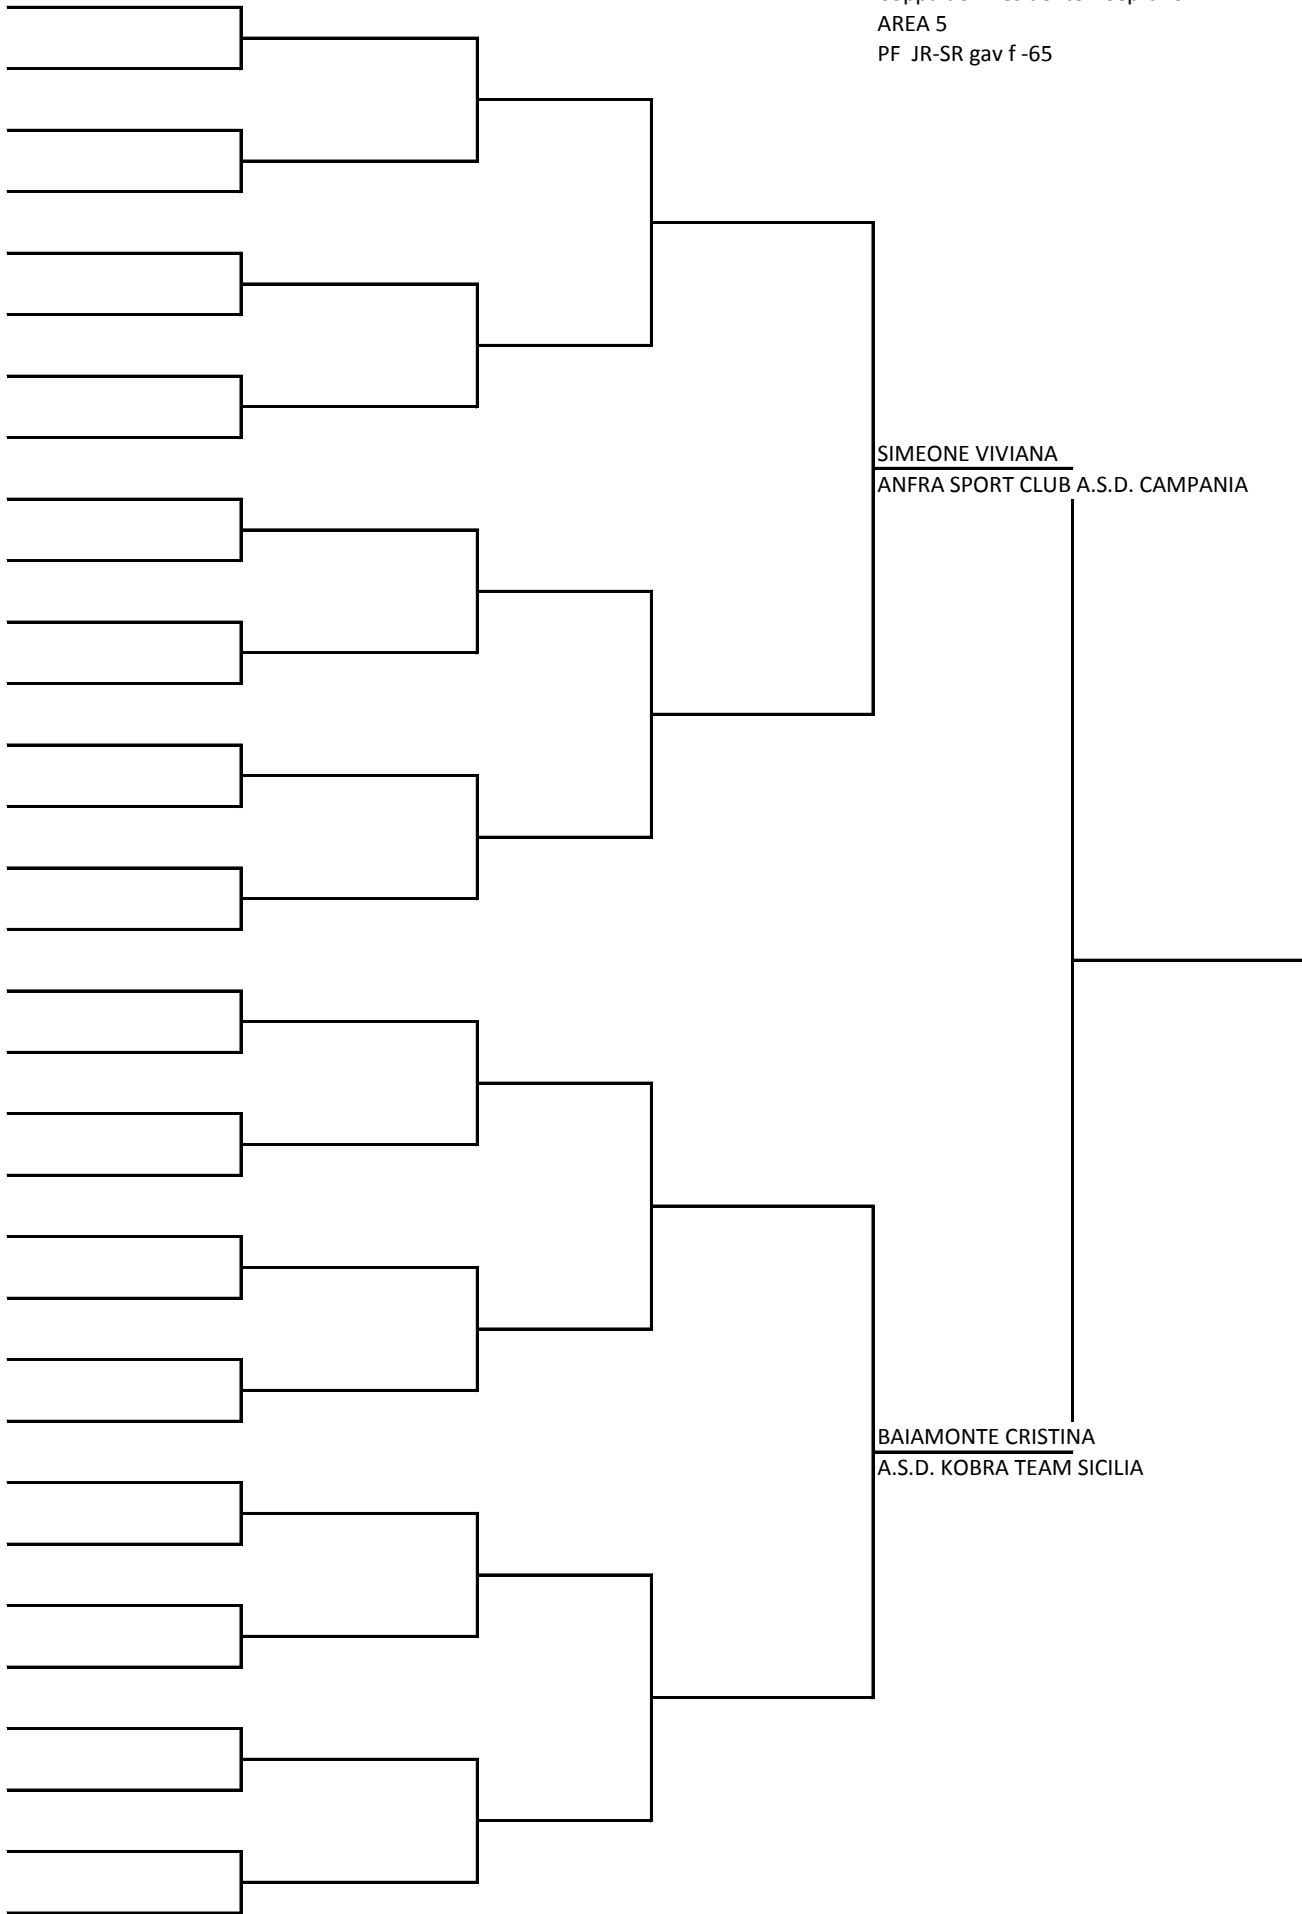 AREA 5
PF JR-SR gav f -65
SIMEONE VIVIANA
ANFRA SPORT CLUB A.S.D. CAMPANIA
BAIAMONTE CRISTINA
A.S.D. KOBRA TEAM SICILIA